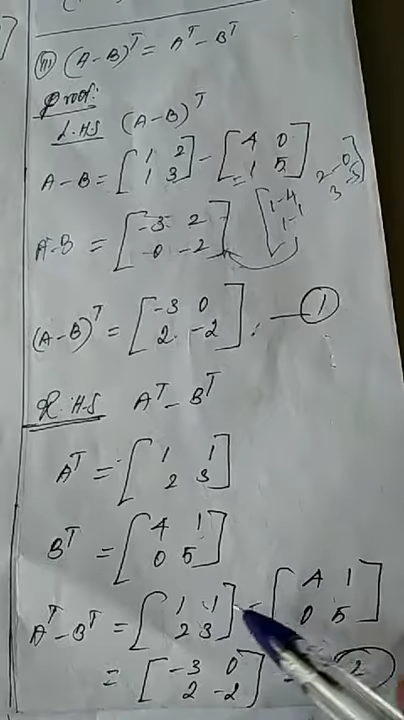 (iii) (A-B)ᵀ = Aᵀ - Bᵀ
proof:
L.H.S (A-B)ᵀ
A-B = [1 2
1 3] - [4 0
1 5]
1-4 2-0
1-1 3-5
A-B = [-3 2
-0 -2]
(A-B)ᵀ = [-3 0
2 -2]. — ①
R.H.S Aᵀ - Bᵀ
Aᵀ = [1 1
2 3]
Bᵀ = [4 1
0 5]
Aᵀ - Bᵀ = [1 1
2 3] - [4 1
0 5]
= [-3 0
2 -2] — ②